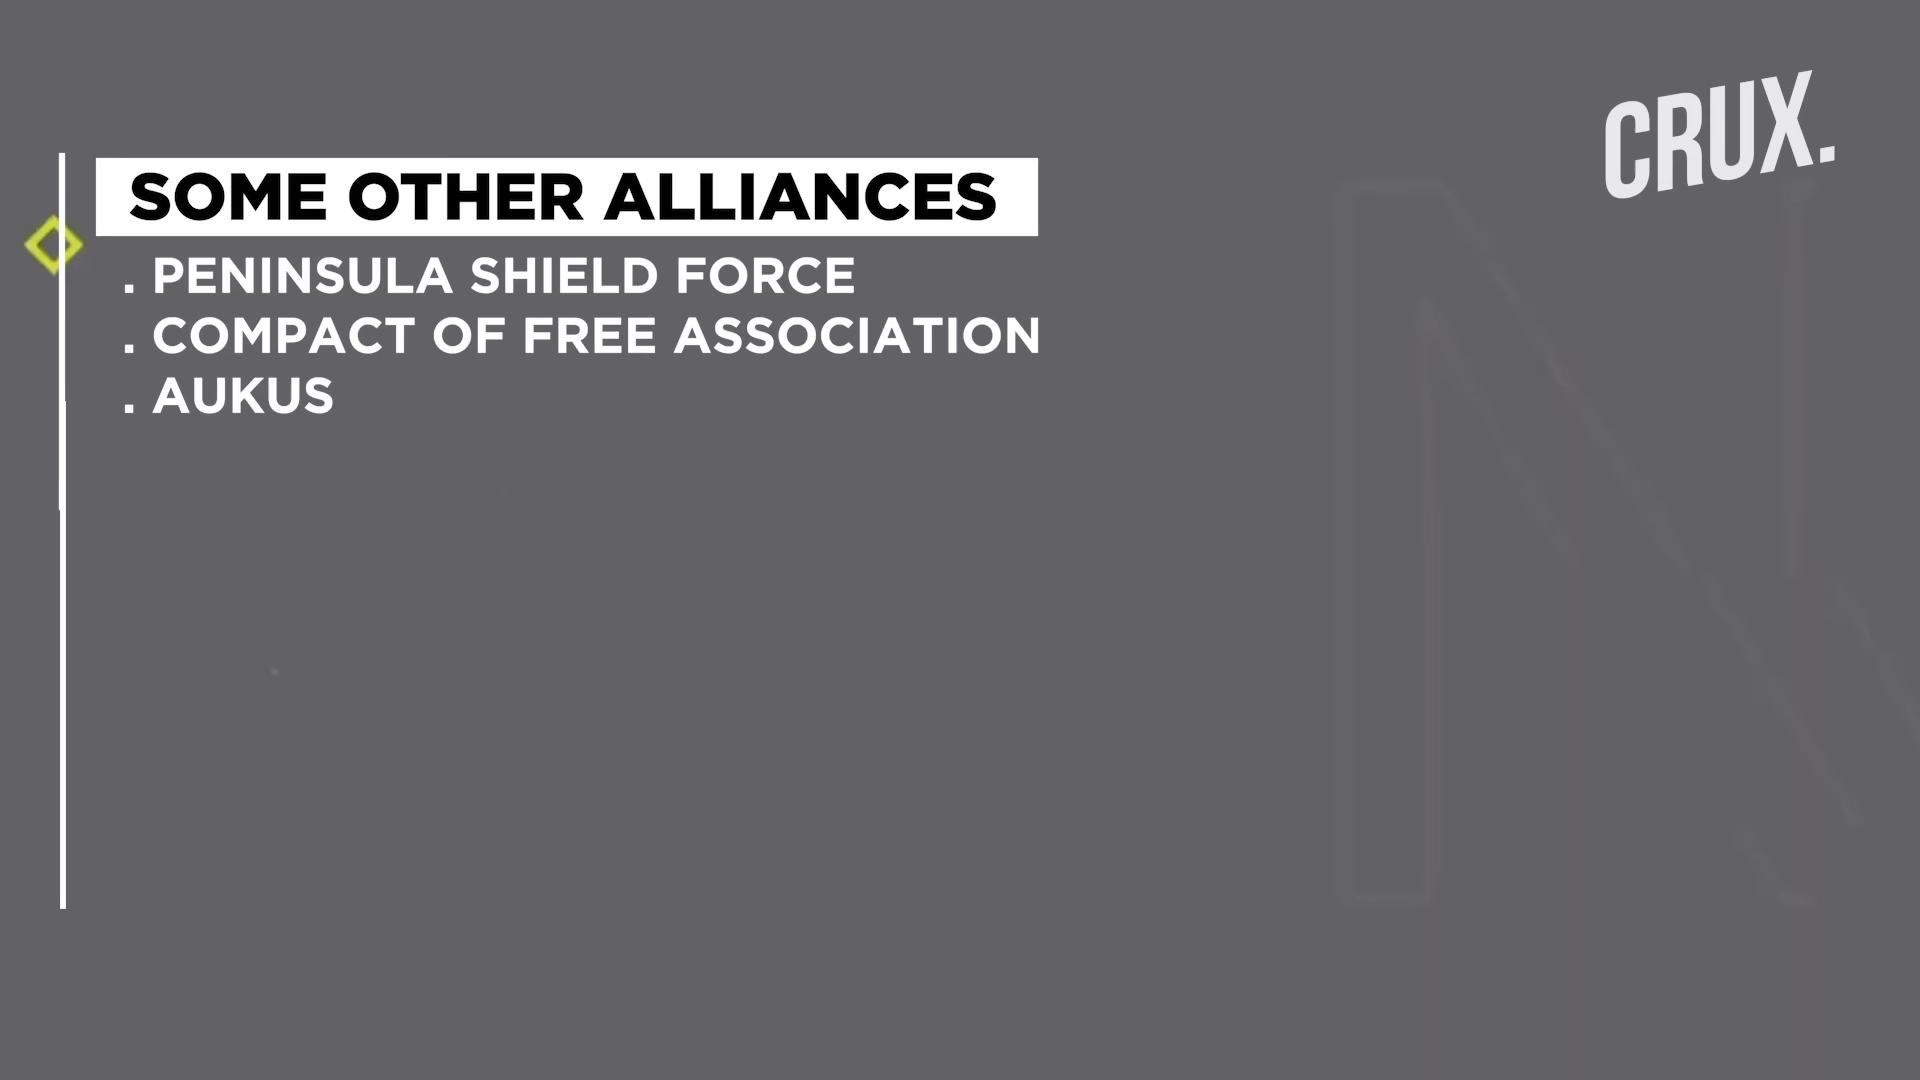 CRUX.
SOME OTHER ALLIANCES
. PENINSULA SHIELD FORCE
. COMPACT OF FREE ASSOCIATION
. AUKUS